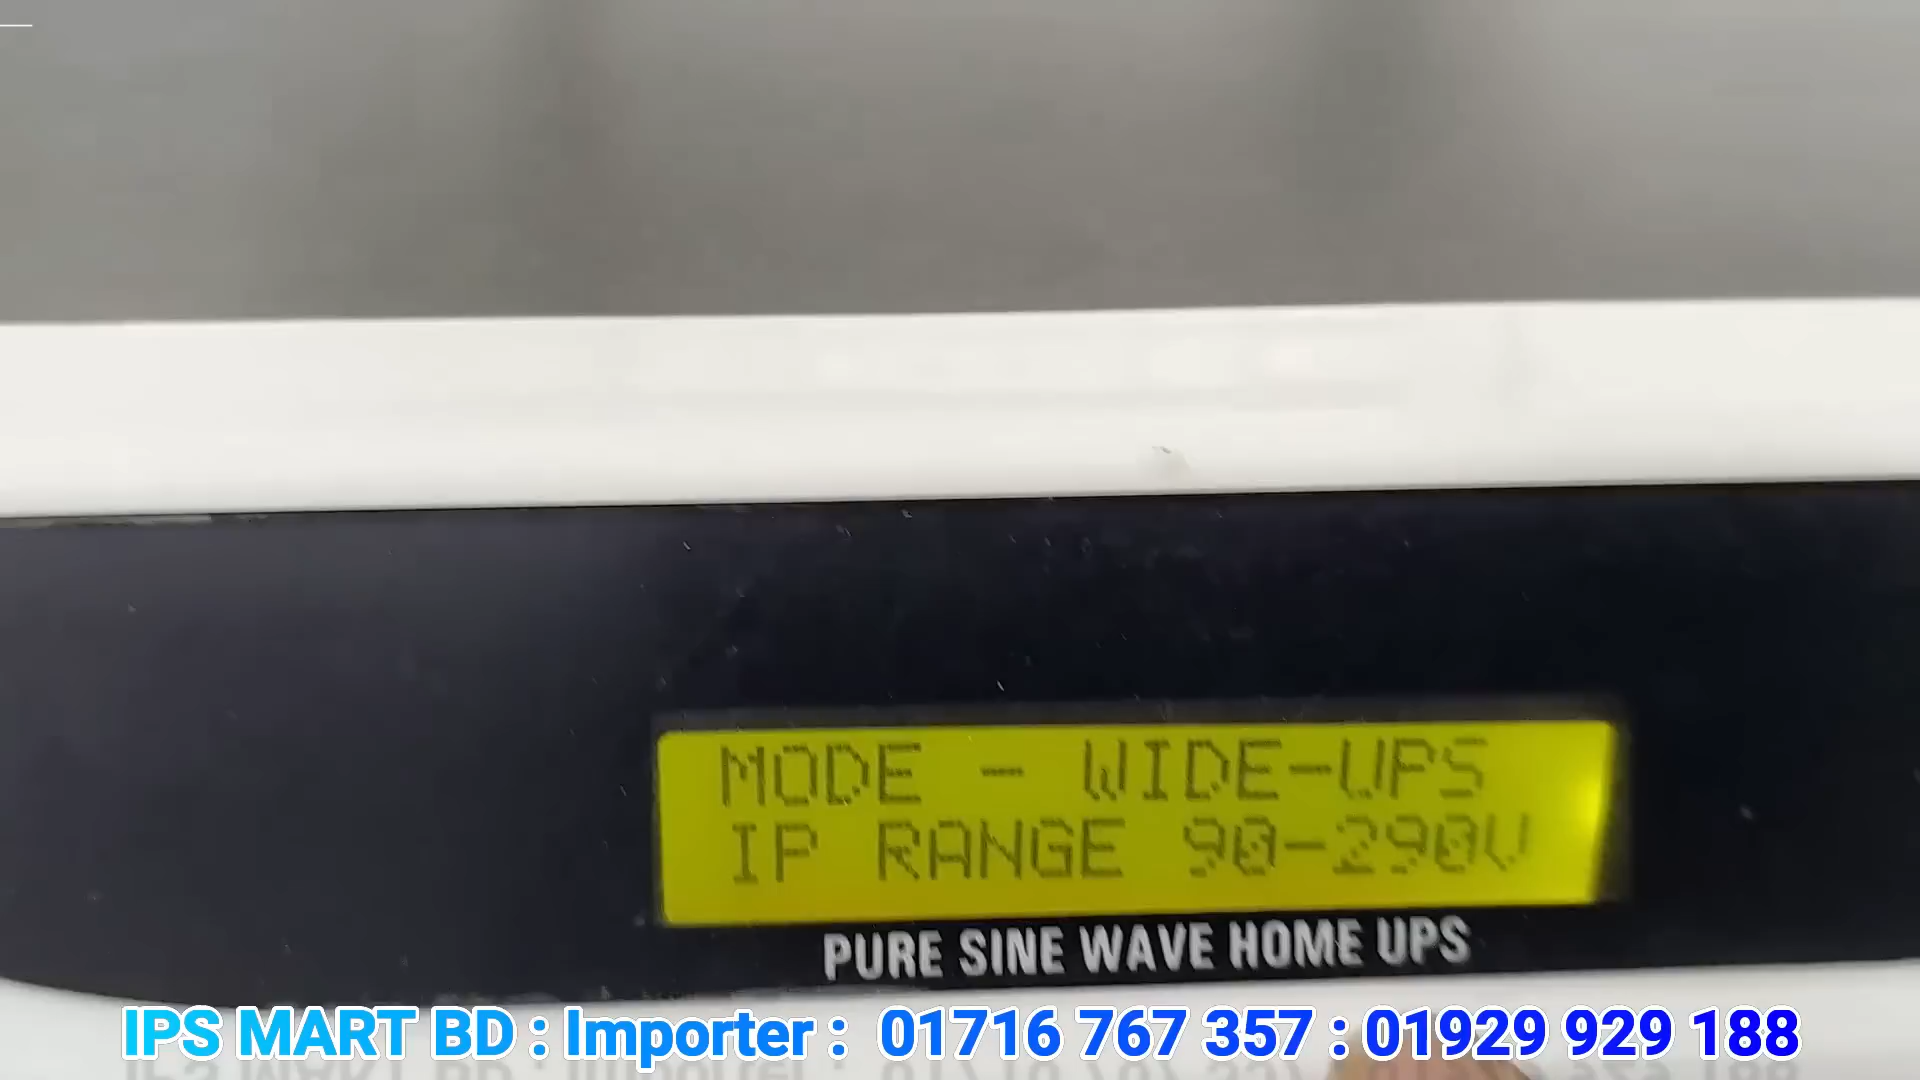 MODE - WIDE-UPS
IP RANGE 90-290V
PURE SINE WAVE HOME UPS
IPS MART BD : Importer : 01716 767 357 : 01929 929 188